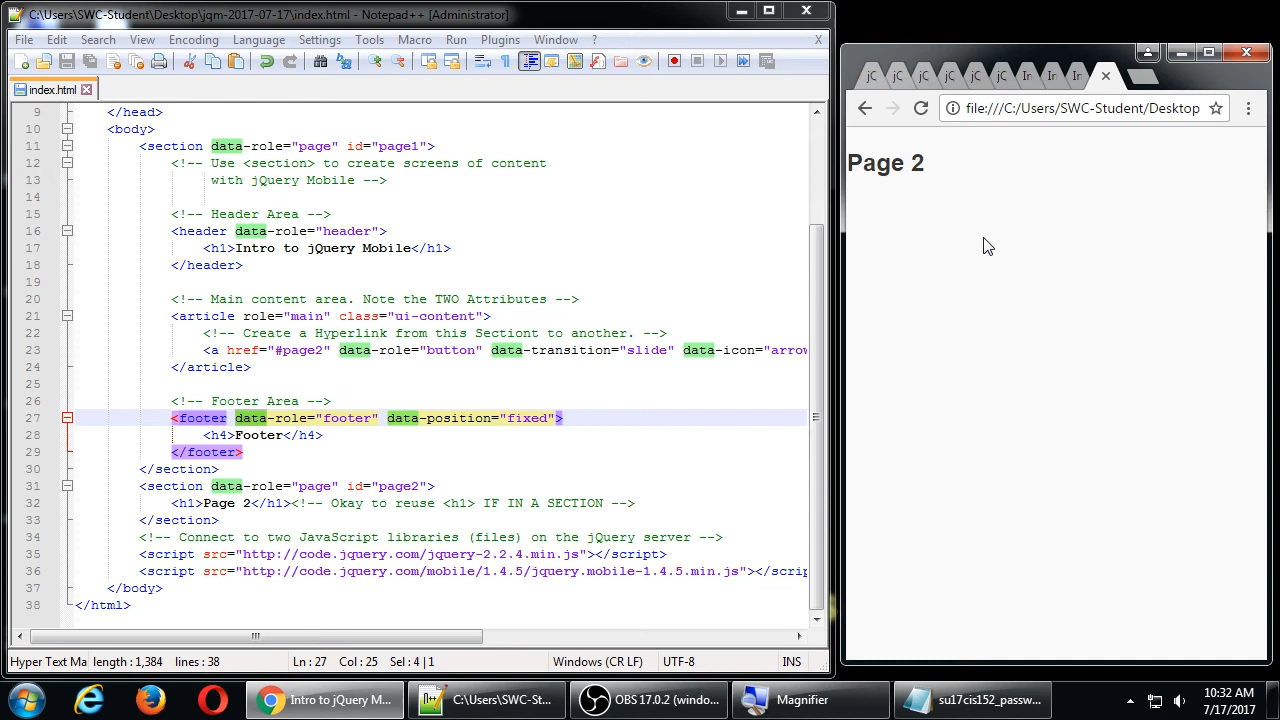 C:\Users\SWC-Student\Desktop\jqm-2017-07-17\index.html - Notepad++ [Administrator]
File Edit Search View Encoding Language Settings Tools Macro Run Plugins Window ? X
index.html
9 </head>
10 <body>
11 <section data-role="page" id="page1">
12 <!-- Use <section> to create screens of content
13 with jQuery Mobile -->
14
15 <!-- Header Area -->
16 <header data-role="header">
17 <h1>Intro to jQuery Mobile</h1>
18 </header>
19
20 <!-- Main content area. Note the TWO Attributes -->
21 <article role="main" class="ui-content">
22 <!-- Create a Hyperlink from this Sectiont to another. -->
23 <a href="#page2" data-role="button" data-transition="slide" data-icon="arrow
24 </article>
25
26 <!-- Footer Area -->
27 <footer data-role="footer" data-position="fixed">
28 <h4>Footer</h4>
29 </footer>
30 </section>
31 <section data-role="page" id="page2">
32 <h1>Page 2</h1><!-- Okay to reuse <h1> IF IN A SECTION -->
33 </section>
34 <!-- Connect to two JavaScript libraries (files) on the jQuery server -->
35 <script src="http://code.jquery.com/jquery-2.2.4.min.js"></script>
36 <script src="http://code.jquery.com/mobile/1.4.5/jquery.mobile-1.4.5.min.js"></scrip
37 </body>
38 </html>
Hyper Text Ma length : 1,384 lines : 38 Ln : 27 Col : 25 Sel : 4 | 1 Windows (CR LF) UTF-8 INS
jC jC jC jC jC jC In In In
file:///C:/Users/SWC-Student/Desktop
Page 2
Intro to jQuery M...
C:\Users\SWC-St...
OBS 17.0.2 (windo...
Magnifier
su17cis152_passw...
10:32 AM
7/17/2017